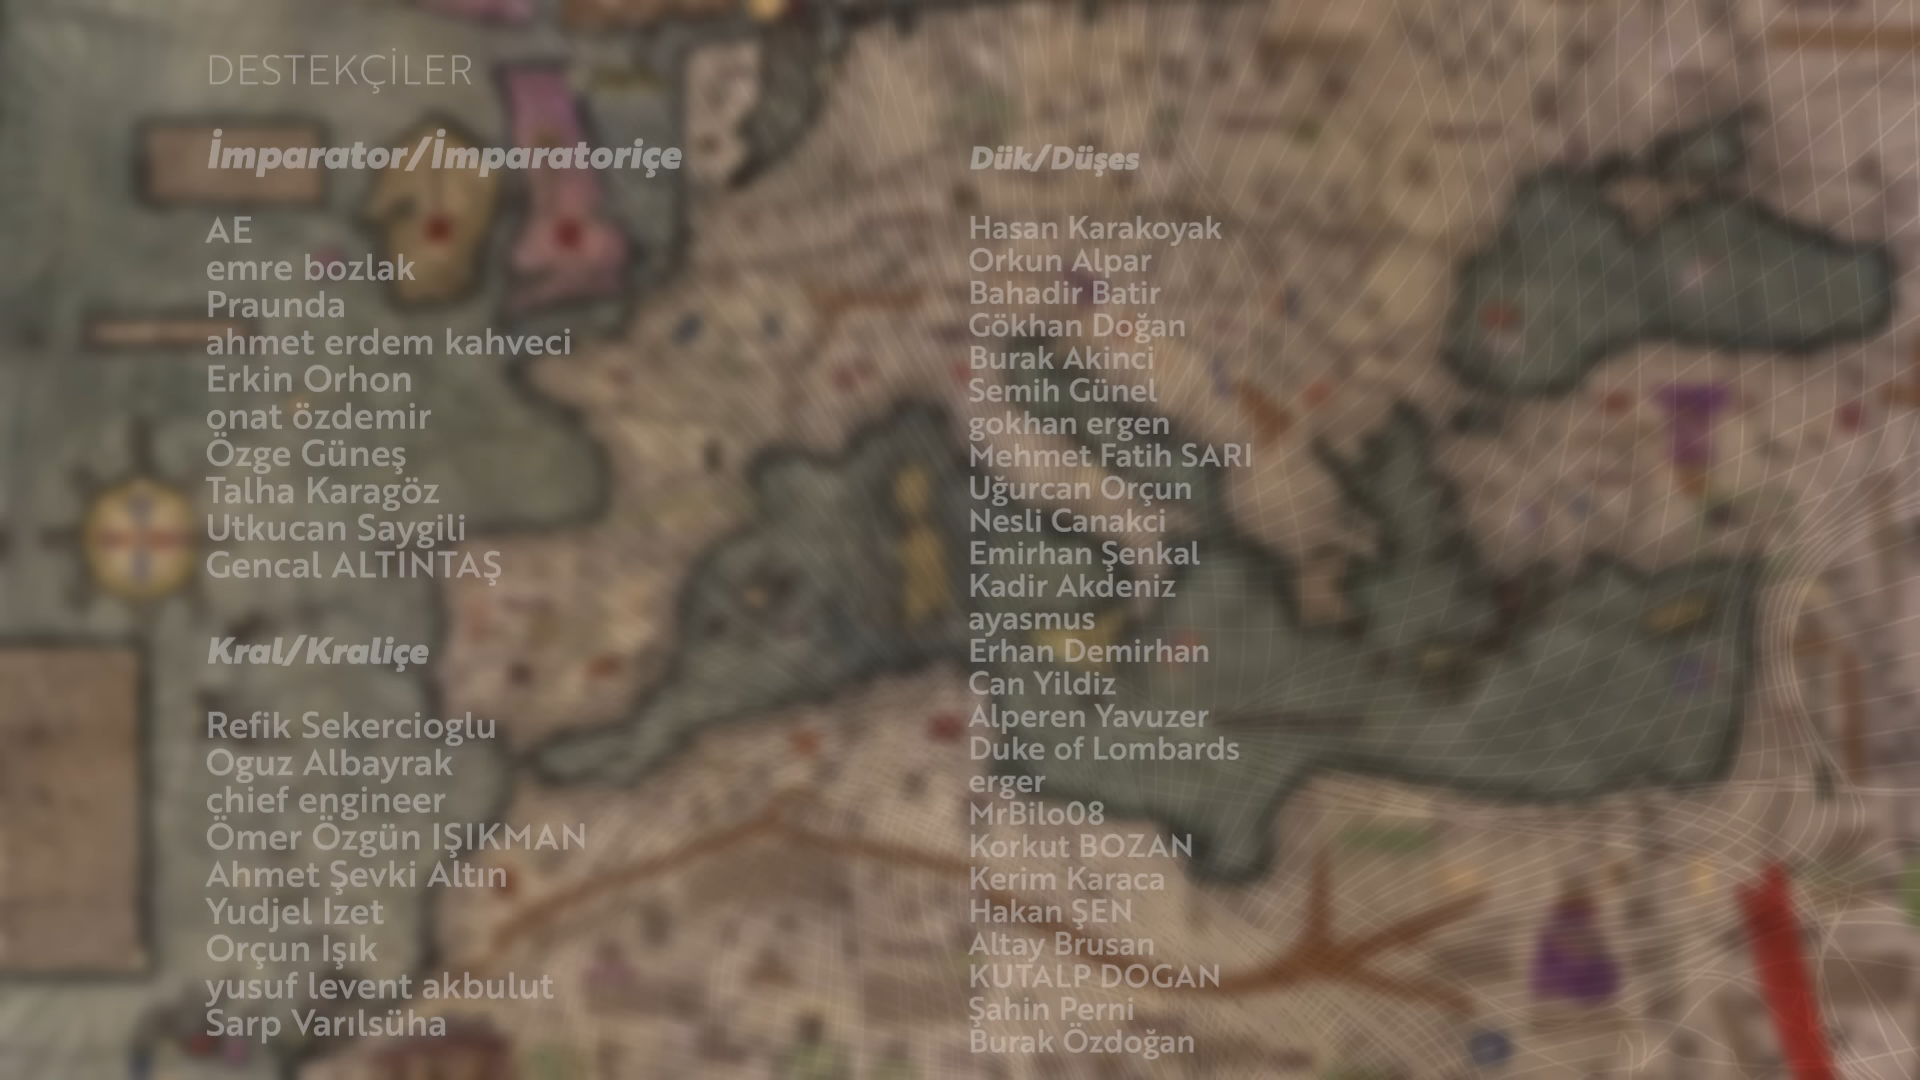 DESTEKÇİLER
İmparator/İmparatoriçe
AE
emre bozlak
Praunda
ahmet erdem kahveci
Erkin Orhon
onat özdemir
Özge Güneş
Talha Karagöz
Utkucan Saygili
Gencal ALTINTAŞ
Kral/Kraliçe
Refik Sekercioglu
Oguz Albayrak
chief engineer
Ömer Özgün IŞIKMAN
Ahmet Şevki Altın
Yudjel Izet
Orçun Işık
yusuf levent akbulut
Sarp Varılsüha
Dük/Düşes
Hasan Karakoyak
Orkun Alpar
Bahadir Batir
Gökhan Doğan
Burak Akinci
Semih Günel
gokhan ergen
Mehmet Fatih SARI
Uğurcan Orçun
Nesli Canakci
Emirhan Şenkal
Kadir Akdeniz
ayasmus
Erhan Demirhan
Can Yildiz
Alperen Yavuzer
Duke of Lombards
erger
MrBilo08
Korkut BOZAN
Kerim Karaca
Hakan ŞEN
Altay Brusan
KUTALP DOGAN
Şahin Perni
Burak Özdoğan